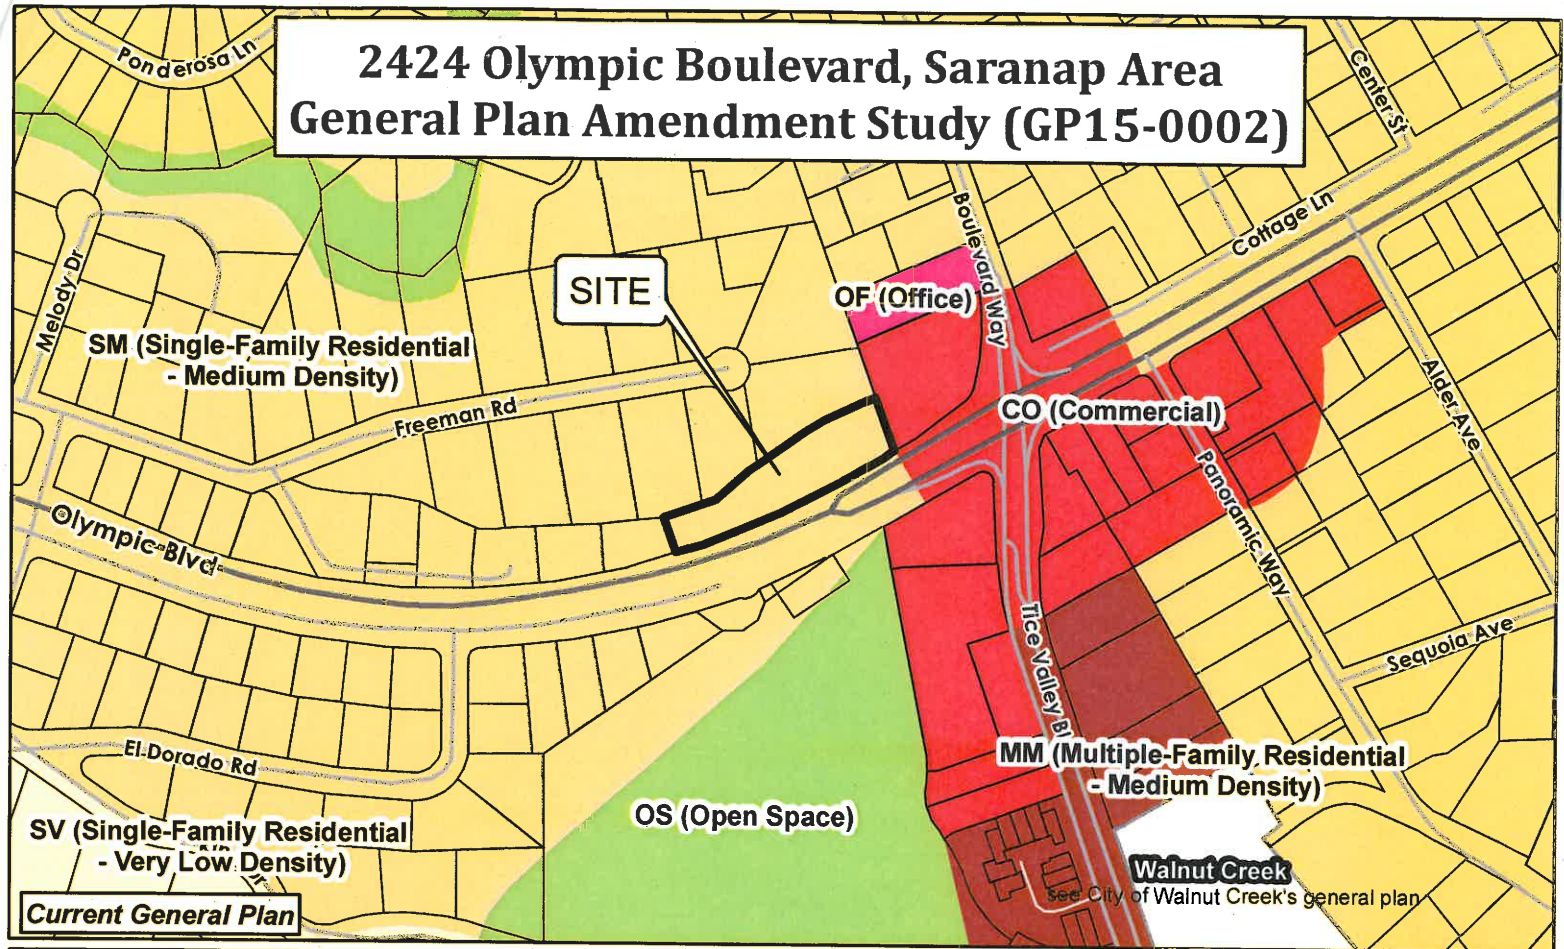 2424 Olympic Boulevard, Saranap Area
General Plan Amendment Study (GP15-0002)
Ponderosa Ln
Center St
Cottage Ln
Boulevard Way
Melody Dr
SITE
OF (Office)
SM (Single-Family Residential
- Medium Density)
Freeman Rd
CO (Commercial)
Alder Ave
Panoramic Way
Olympic Blvd
Tice Valley Bl
Sequoia Ave
El Dorado Rd
MM (Multiple-Family Residential
- Medium Density)
OS (Open Space)
SV (Single-Family Residential
- Very Low Density)
Dr
Walnut Creek
see City of Walnut Creek's general plan
Current General Plan